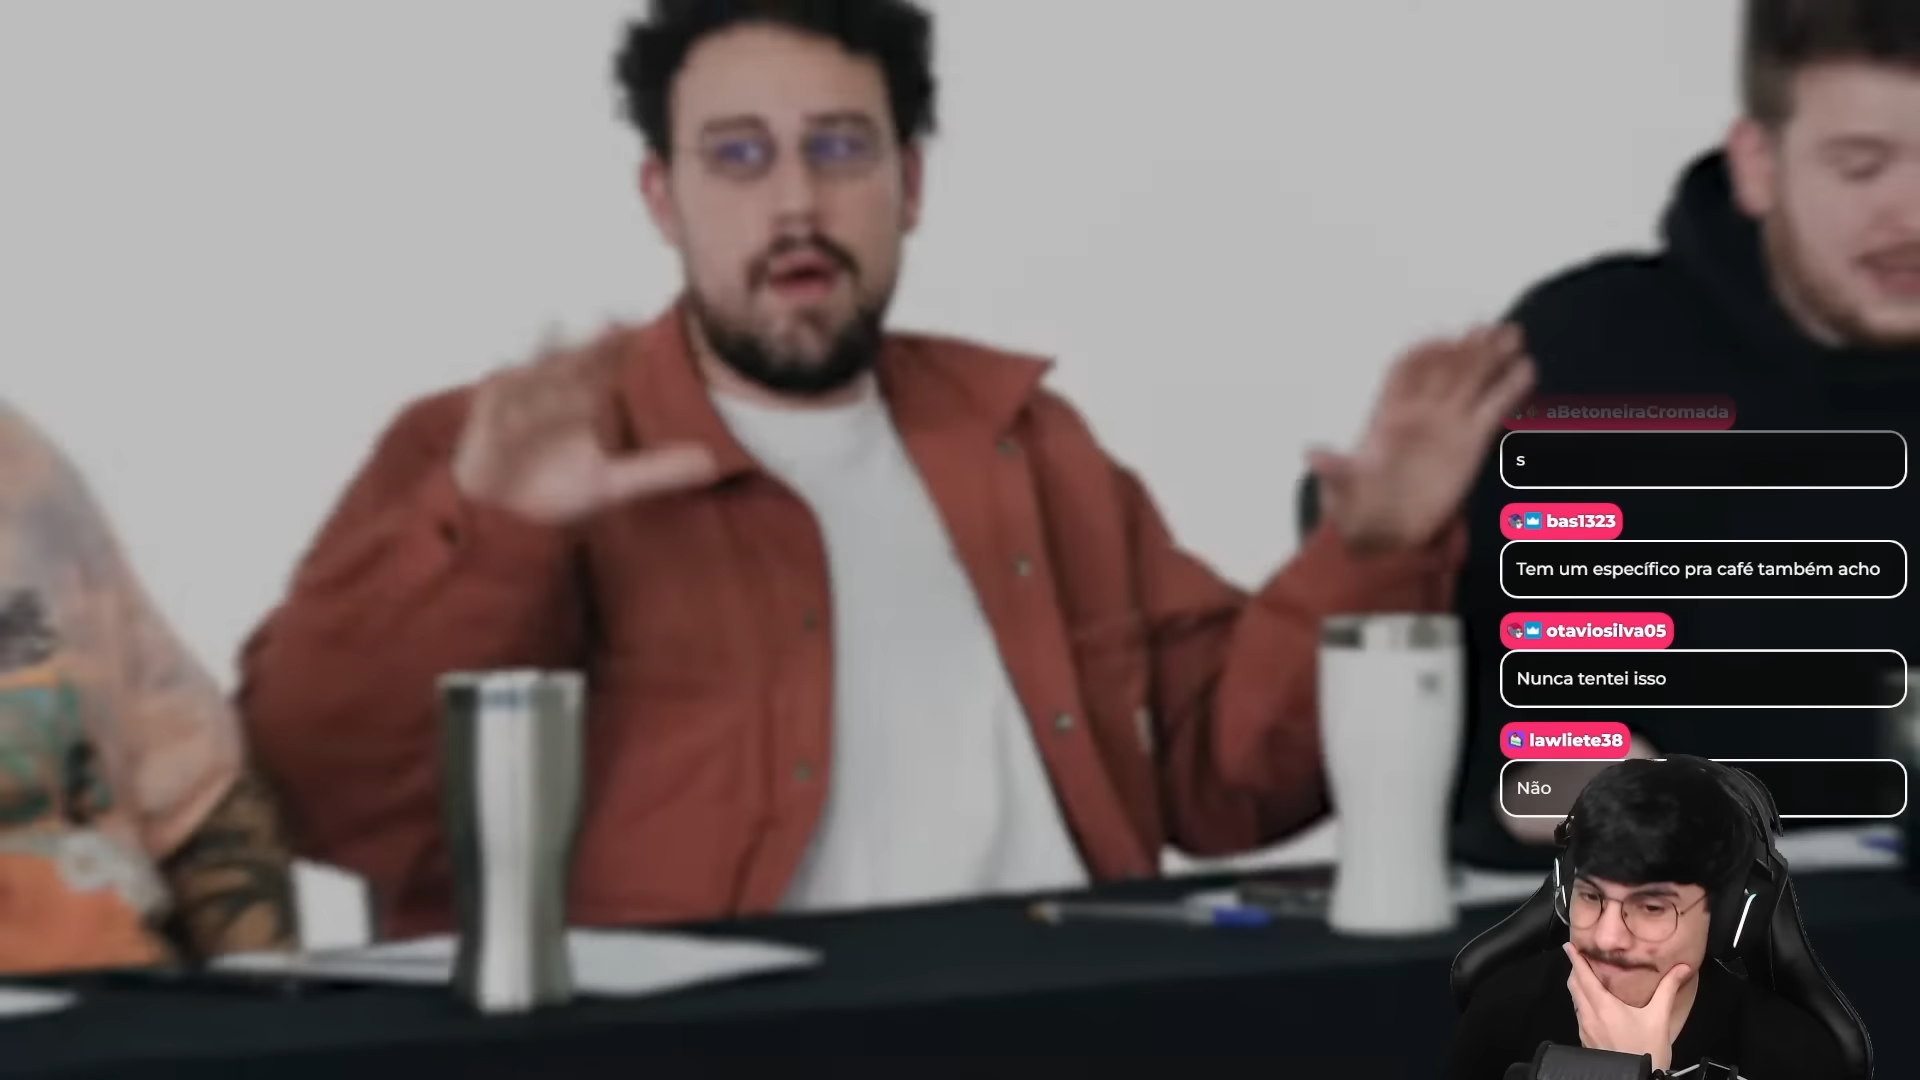 aBetoneiraCromada
s
bas1323
Tem um específico pra café também acho
otaviosilva05
Nunca tentei isso
lawliete38
Não